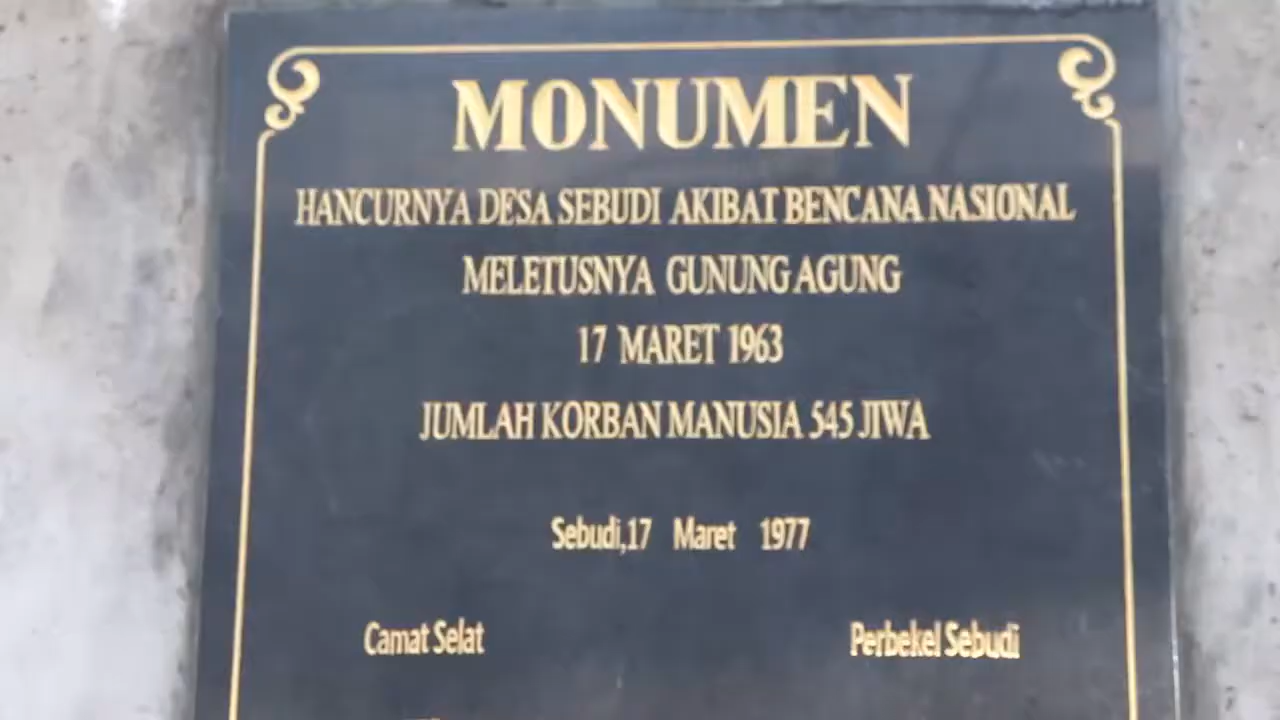 MONUMEN
HANCURNYA DESA SEBUDI AKIBAT BENCANA NASIONAL
MELETUSNYA GUNUNG AGUNG
17 MARET 1963
JUMLAH KORBAN MANUSIA 545 JIWA
Sebudi,17 Maret 1977
Camat Selat Perbekel Sebudi